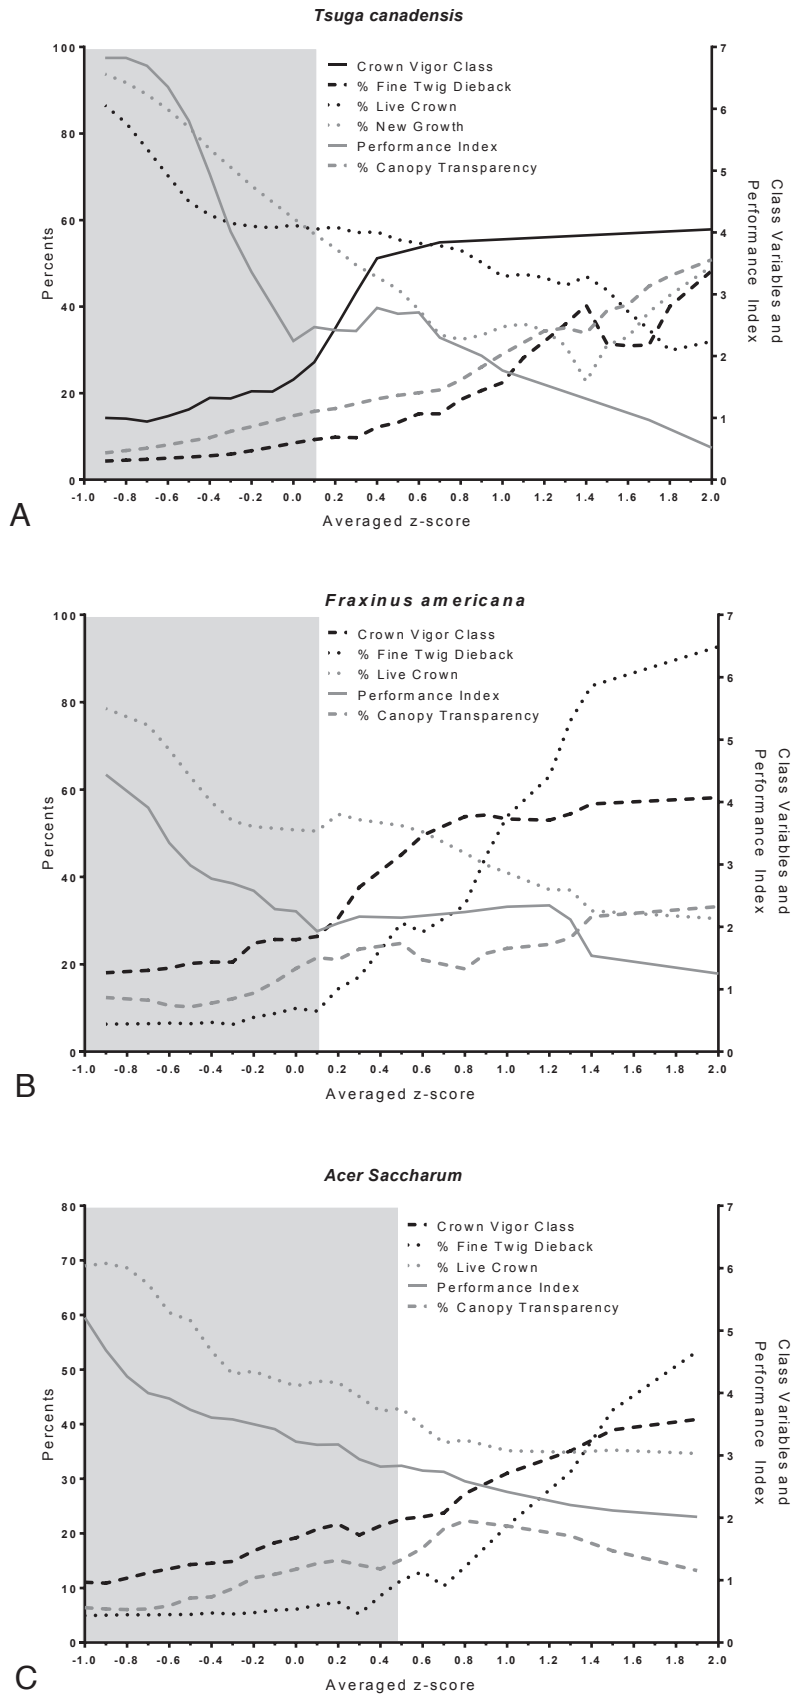 Tsuga canadensis
Crown Vigor Class
% Fine Twig Dieback
% Live Crown
% New Growth
Performance Index
% Canopy Transparency
100
80
60
40
20
0
Percents
7
6
5
4
3
2
1
0
Class Variables and
Performance Index
-1.0 -0.8 -0.6 -0.4 -0.2 0.0 0.2 0.4 0.6 0.8 1.0 1.2 1.4 1.6 1.8 2.0
Averaged z-score
A
Fraxinus americana
Crown Vigor Class
% Fine Twig Dieback
% Live Crown
Performance Index
% Canopy Transparency
100
80
60
40
20
0
Percents
7
6
5
4
3
2
1
0
Class Variables and
Performance Index
-1.0 -0.8 -0.6 -0.4 -0.2 0.0 0.2 0.4 0.6 0.8 1.0 1.2 1.4 1.6 1.8 2.0
Averaged z-score
B
Acer Saccharum
Crown Vigor Class
% Fine Twig Dieback
% Live Crown
Performance Index
% Canopy Transparency
80
70
60
50
40
30
20
10
0
Percents
7
6
5
4
3
2
1
0
Class Variables and
Performance Index
-1.0 -0.8 -0.6 -0.4 -0.2 0.0 0.2 0.4 0.6 0.8 1.0 1.2 1.4 1.6 1.8 2.0
Averaged z-score
C